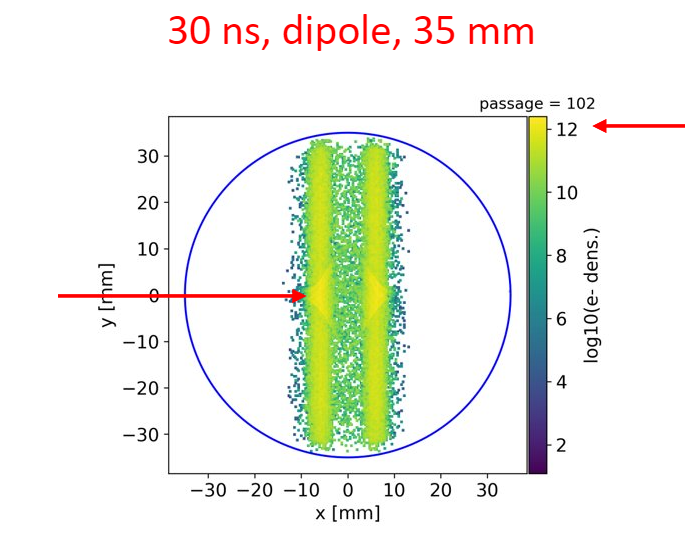 30 ns, dipole, 35 mm
passage = 102
12
10
8
6
4
2
log10(e- dens.)
30
20
10
0
−10
−20
−30
y [mm]
−30 −20 −10 0 10 20 30
x [mm]